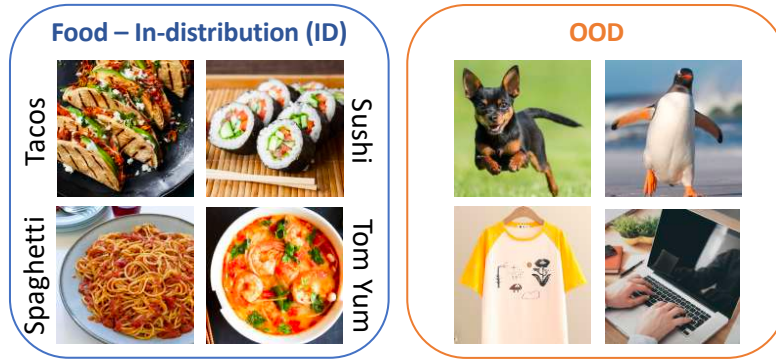 Food – In-distribution (ID)
Tacos
Sushi
Spaghetti
Tom Yum
OOD